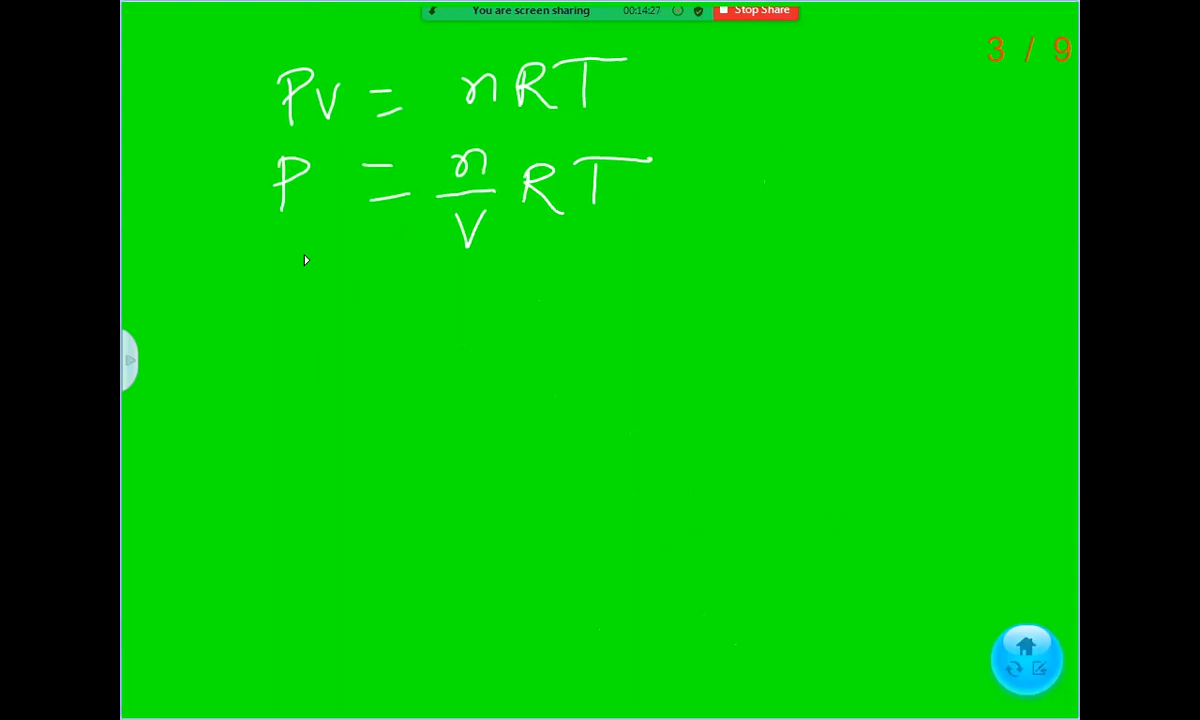 You are screen sharing 00:14:27 Stop Share
3 / 9
PV = nRT
P = n/V RT